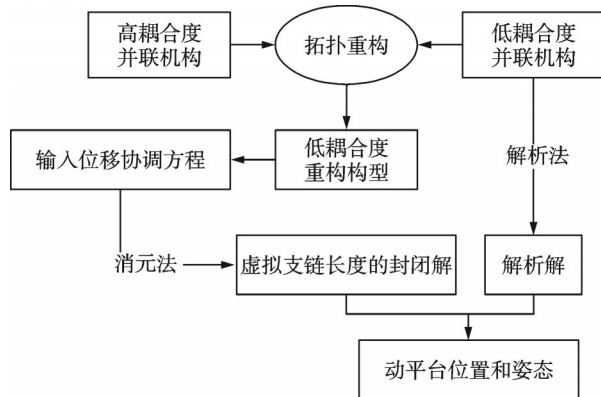 高耦合度
并联机构
拓扑重构
低耦合度
并联机构
输入位移协调方程
低耦合度
重构构型
解析法
消元法
虚拟支链长度的封闭解
解析解
动平台位置和姿态